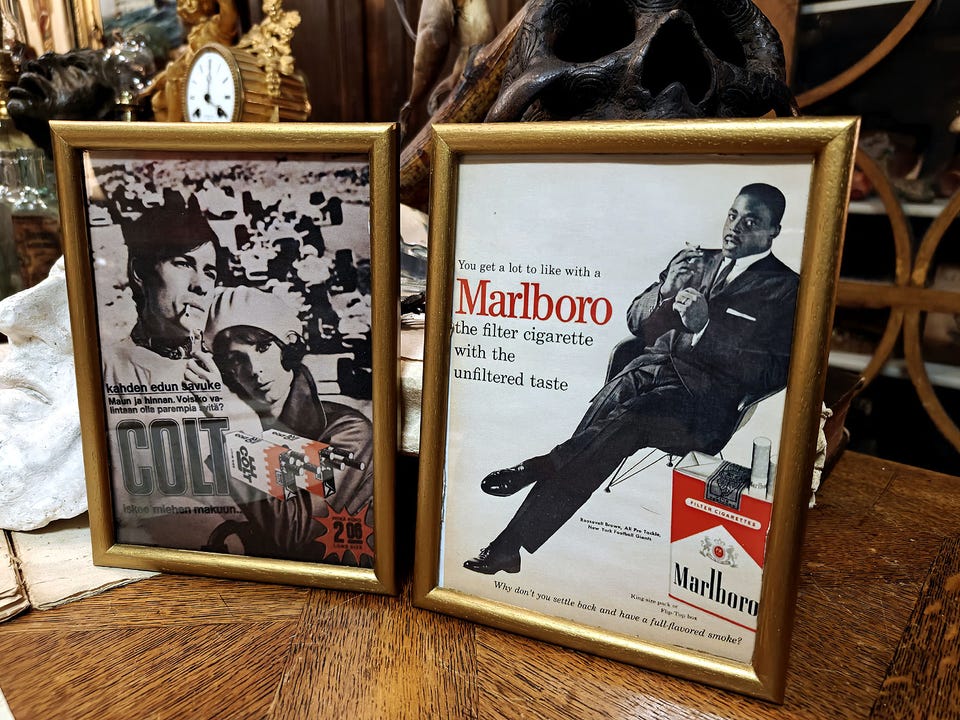 kahden edun savuke
Maun ja hinnan. Voisiko va-
lintaan olla parempia syitä?
COLT
iskee miehen makuun...
COLT
2.00
LONG SIZE
You get a lot to like with a
Marlboro
the filter cigarette
with the
unfiltered taste
Roosevelt Brown, All Pro Tackle,
New York Football Giants
FILTER CIGARETTES
Marlboro
King-size pack or
Flip-Top box
Why don't you settle back and have a full-flavored smoke?